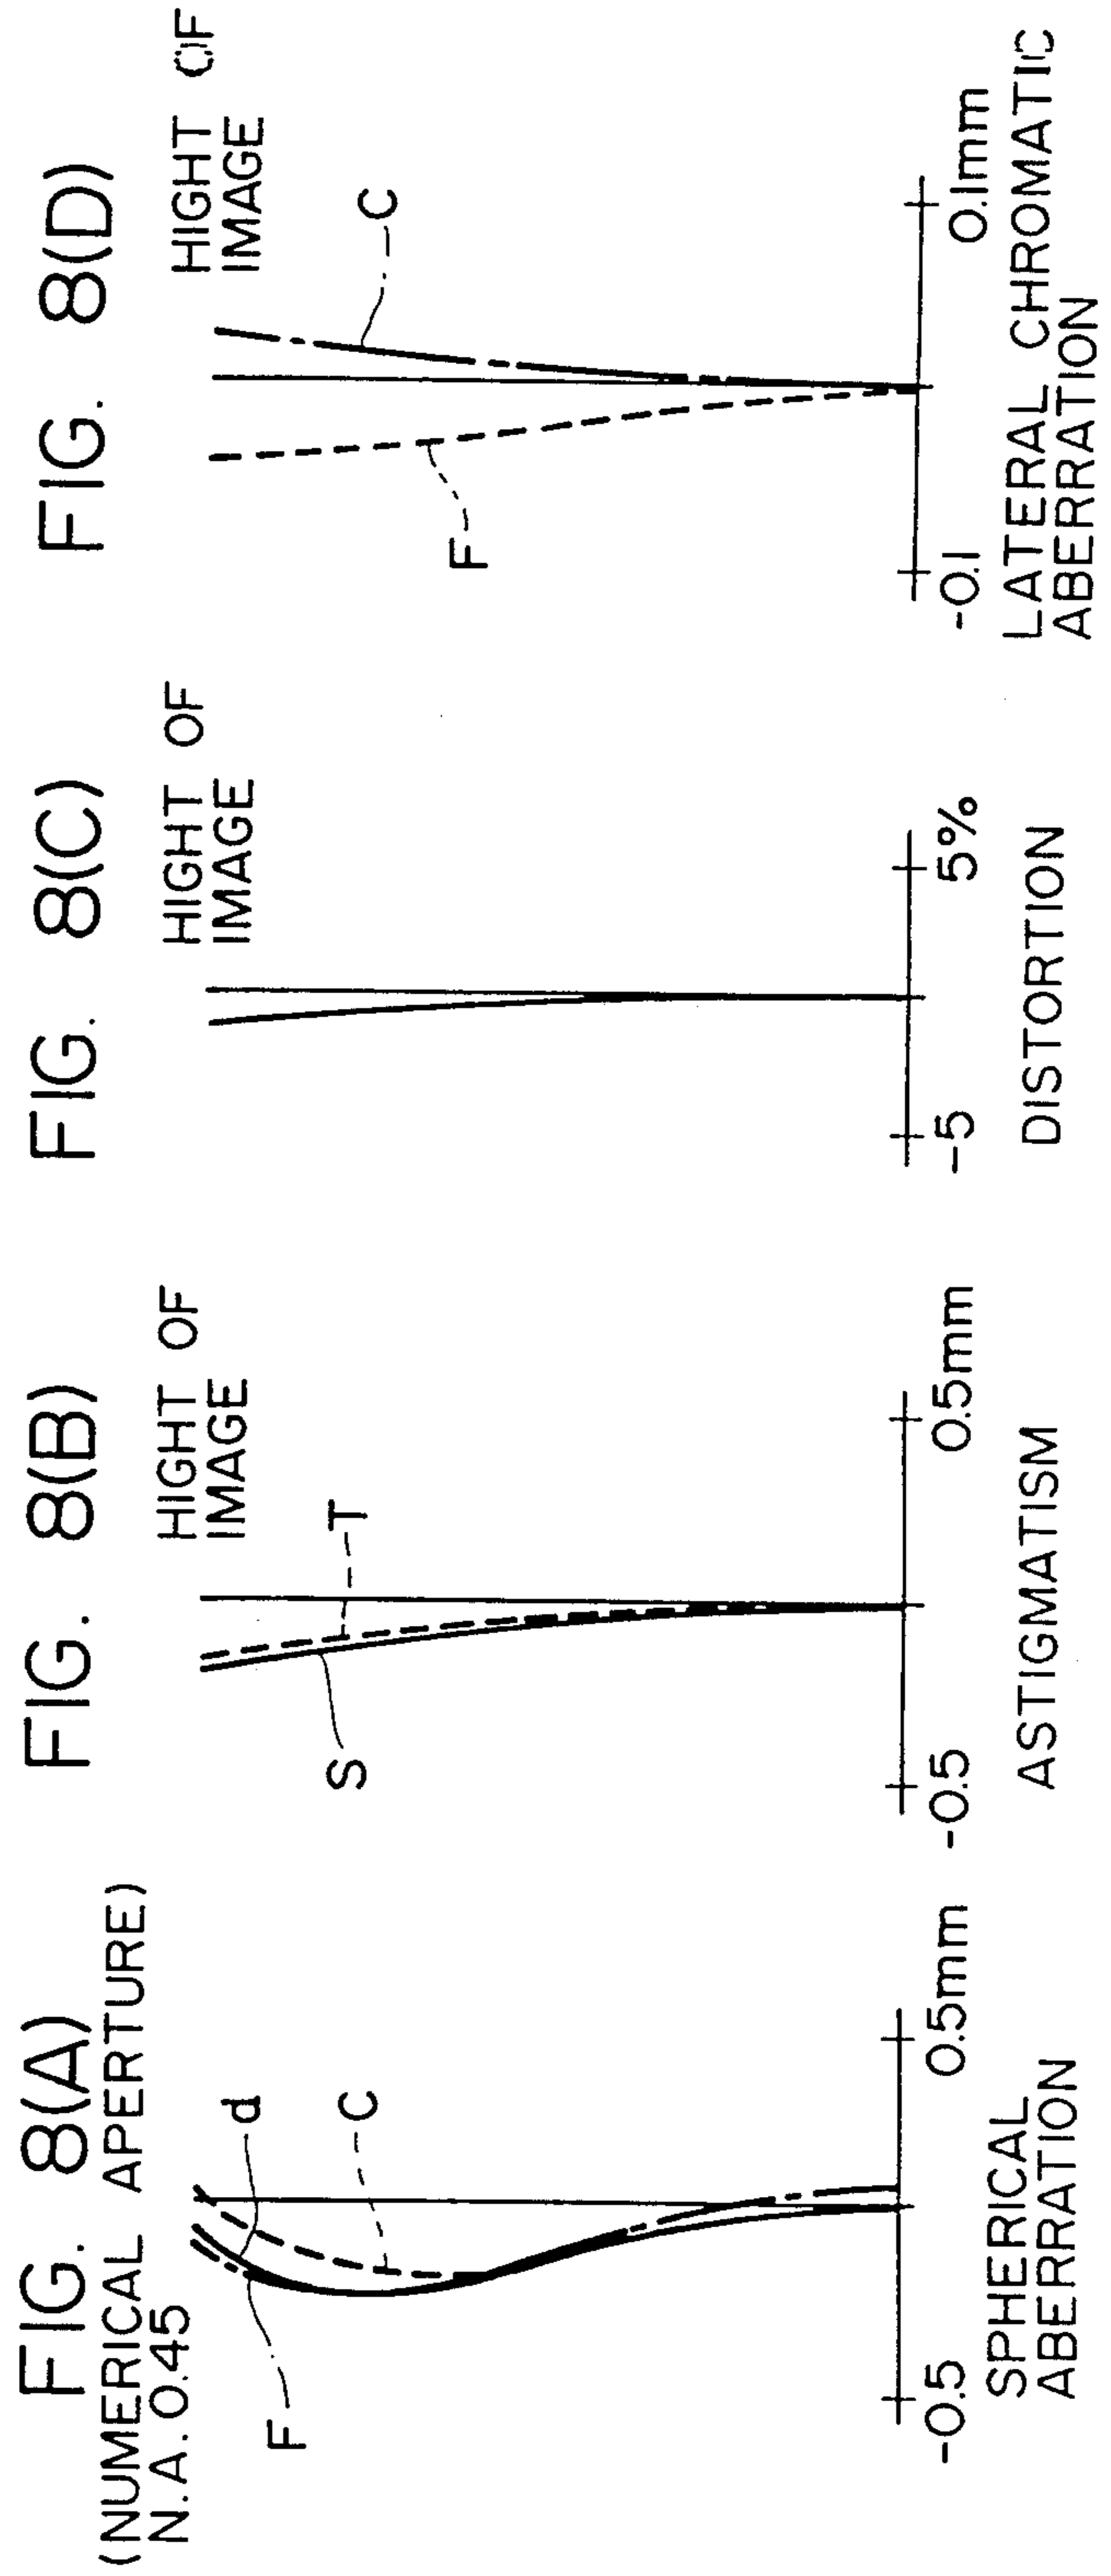 FIG. 8(A)
(NUMERICAL APERTURE)
N.A. 0.45
F
d
C
-0.5
0.5mm
SPHERICAL
ABERRATION
FIG. 8(B)
HIGHT OF
IMAGE
S
T
-0.5
0.5mm
ASTIGMATISM
FIG. 8(C)
HIGHT OF
IMAGE
-5
5%
DISTORTION
FIG. 8(D)
HIGHT OF
IMAGE
F
C
-0.1
0.1mm
LATERAL CHROMATIC
ABERRATION